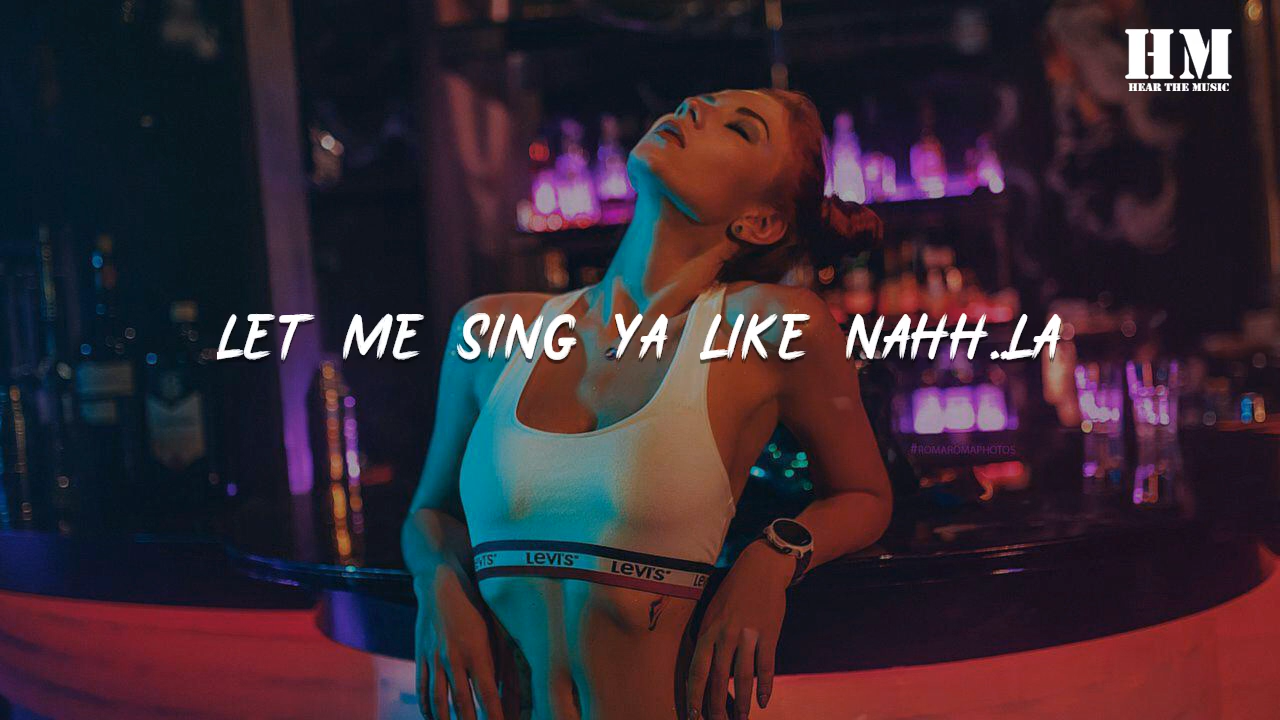 HM
HEAR THE MUSIC
LET ME SING YA LIKE NAHH..LA
#ROMAROMAPHOTOS
Levi's
Levi's